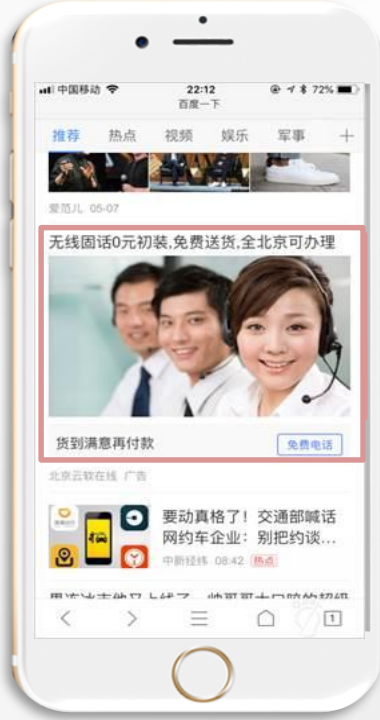 中国移动 22:12 72%
百度一下
推荐 热点 视频 娱乐 军事
爱范儿 05-07
无线固话0元初装,免费送货,全北京可办理
货到满意再付款 免费电话
北京云软在线 广告
要动真格了！交通部喊话
网约车企业：别把约谈...
中新经纬 08:42 热点
1